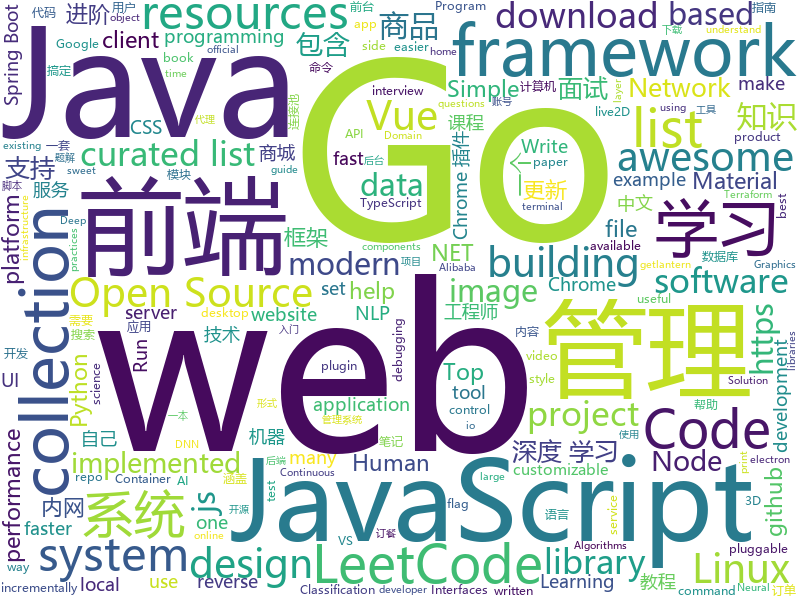 Spring Boot
进阶
代码
用户
Google
搞定
existing
一套
脚本
题解
Java
resources
client
programming
book
time
包含
CSS
命令
curated list
商城
模块
代理
连接池
前台
app
side
easier
home
object
official
商品
Program
interview
questions
账号
API
Domain
后台
Vue
课程
fast
data
TypeScript
Go
download
based
framework
Simple
计算机
面试
Network
live2D
list
layer
下载
指南
understand
make
using
工具
知识
product
Chrome 插件
Write
paper
更新
terminal
awesome
example
Material
中文
best
Terraform
available
数据库
getlantern
Graphics
学习
file
building
components
项目
Alibaba
software
Chrome
useful
https
libraries
前端
支持
服务
sweet
guide
Deep
practices
infrastructure
platform
collection
框架
modern
NET
Open Source
server
set
help
image
website
NLP
工程师
需要
desktop
搜索
应用
入门
技术
plugin
debugging
Run
UI
开发
science
Python
web
管理
Top
内容
video
style
Solution
tool
control
io
帮助
development
JavaScript
application
一本
形式
管理系统
笔记
project
Code
使用
github
自己
DNN
机器
many
Human
深度 学习
Node
electron
performance
implemented
系统
js
内网
repo
Container
AI
涵盖
后端
Continuous
test
customizable
flag
large
VS
订餐
语言
service
print
3D
faster
one
开源
online
system
design
LeetCode
library
教程
Linux
pluggable
way
use
local
reverse
incrementally
Classification
developer
Interfaces
written
Learning
Algorithms
command
Neural
订单